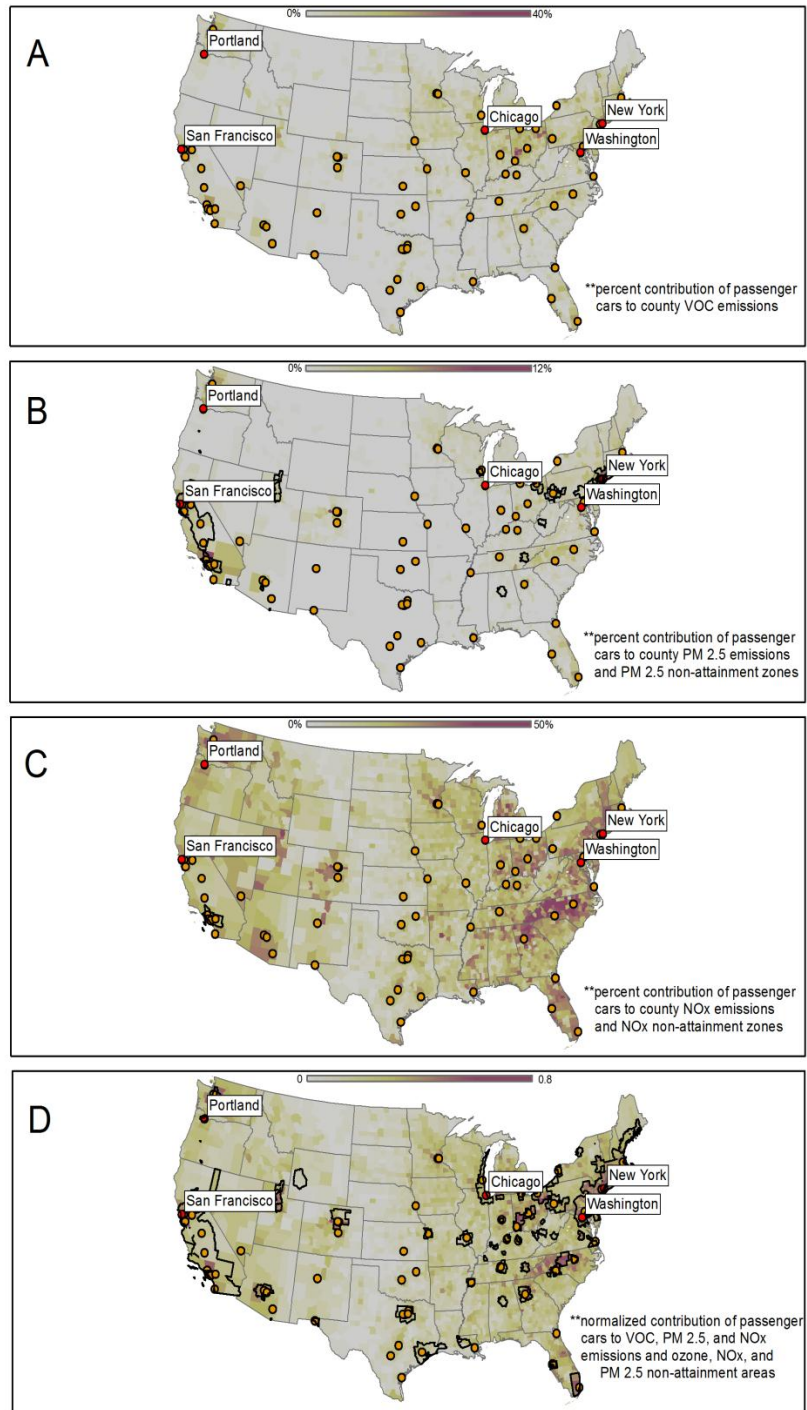 0%
40%
A
Portland
Chicago
New York
San Francisco
Washington
**percent contribution of passenger
cars to county VOC emissions
0%
12%
B
Portland
Chicago
New York
San Francisco
Washington
**percent contribution of passenger
cars to county PM 2.5 emissions
and PM 2.5 non-attainment zones
0%
50%
C
Portland
Chicago
New York
San Francisco
Washington
**percent contribution of passenger
cars to county NOx emissions
and NOx non-attainment zones
0
0.8
D
Portland
Chicago
New York
San Francisco
Washington
**normalized contribution of passenger
cars to VOC, PM 2.5, and NOx
emissions and ozone, NOx, and
PM 2.5 non-attainment areas